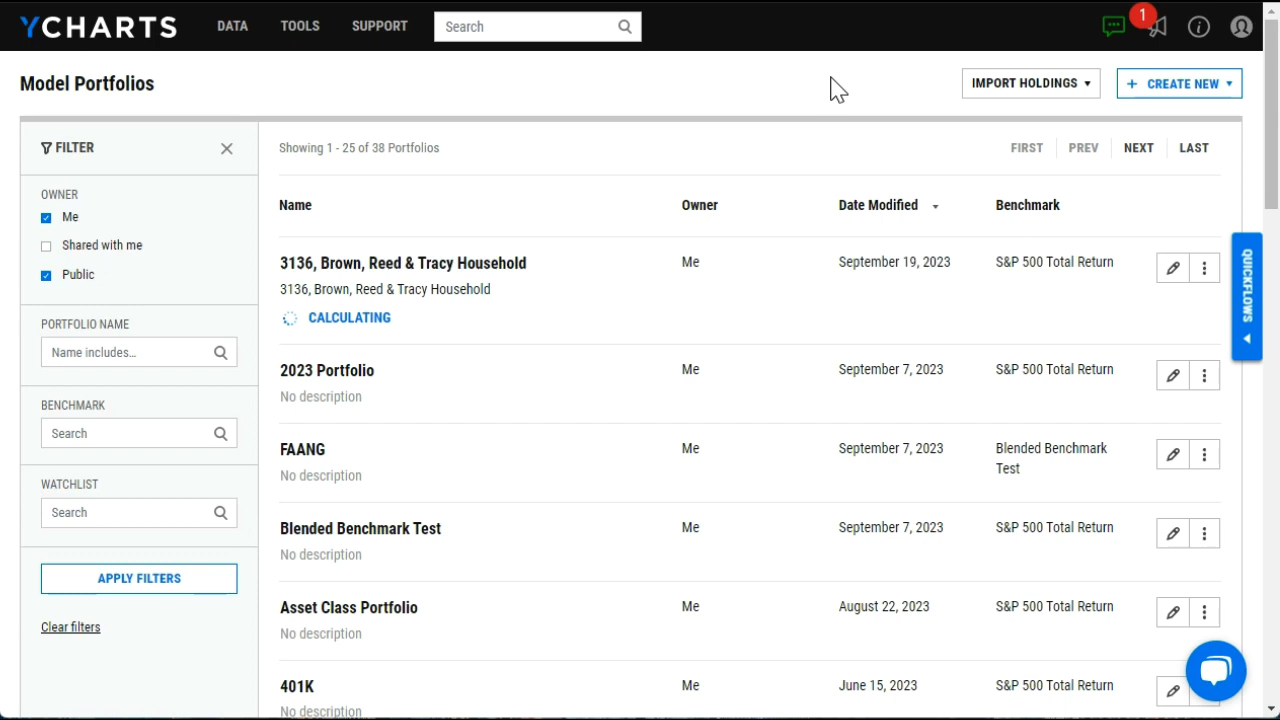 YCHARTS DATA TOOLS SUPPORT Search 1
Model Portfolios IMPORT HOLDINGS + CREATE NEW
FILTER
OWNER
Me
Shared with me
Public
PORTFOLIO NAME
Name includes...
BENCHMARK
Search
WATCHLIST
Search
APPLY FILTERS
Clear filters
Showing 1 - 25 of 38 Portfolios FIRST PREV NEXT LAST
Name Owner Date Modified Benchmark
3136, Brown, Reed & Tracy Household Me September 19, 2023 S&P 500 Total Return
3136, Brown, Reed & Tracy Household
CALCULATING
2023 Portfolio Me September 7, 2023 S&P 500 Total Return
No description
FAANG Me September 7, 2023 Blended Benchmark
Test
No description
Blended Benchmark Test Me September 7, 2023 S&P 500 Total Return
No description
Asset Class Portfolio Me August 22, 2023 S&P 500 Total Return
No description
401K Me June 15, 2023 S&P 500 Total Return
No description
QUICKFLOWS